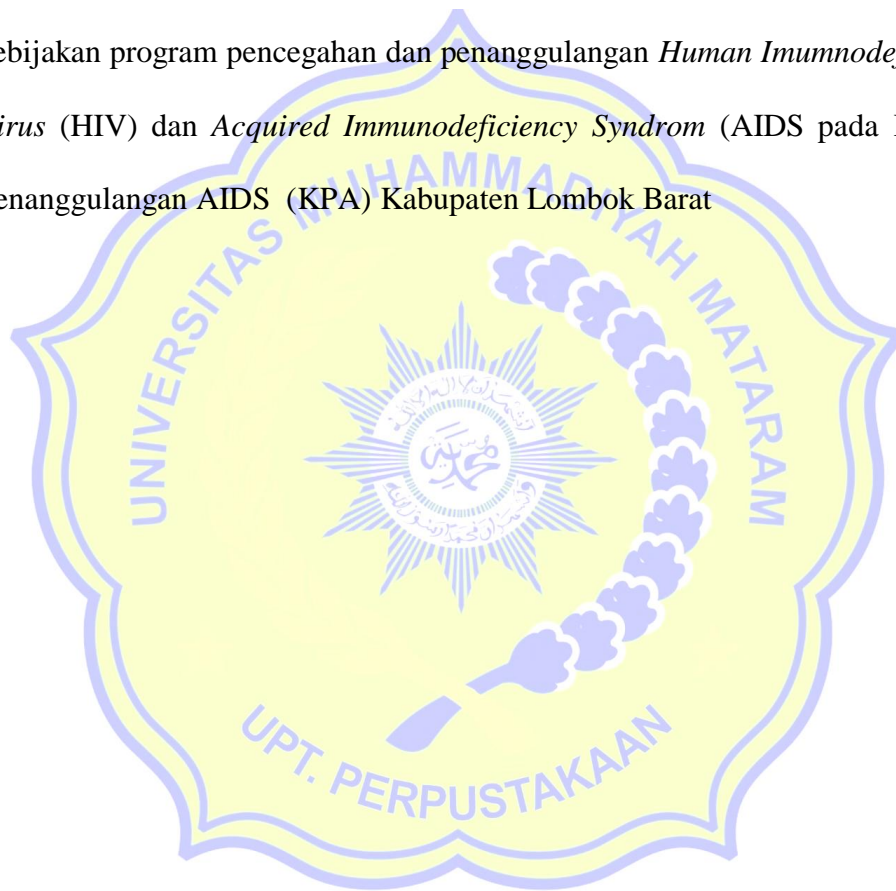 ebijakan program pencegahan dan penanggulangan Human Imumnodef
irus (HIV) dan Acquired Immunodeficiency Syndrom (AIDS pada
enanggulangan AIDS (KPA) Kabupaten Lombok Barat
UNIVERSITAS MUHAMMADIYAH MATARAM
UPT. PERPUSTAKAAN